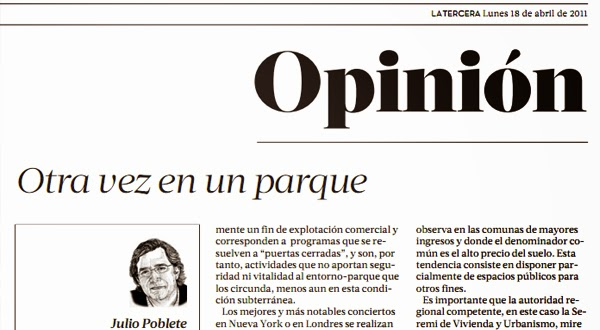 LA TERCERA Lunes 18 de abril de 2011
Opinión
Otra vez en un parque
Julio Poblete
mente un fin de explotación comercial y
corresponden a programas que se re-
suelven a “puertas cerradas”, y son, por
tanto, actividades que no aportan segu-
ridad ni vitalidad al entorno-parque que
los circunda, menos aun en esta condi-
ción subterránea.
Los mejores y más notables conciertos
en Nueva York o en Londres se realizan
observa en las comunas de mayores
ingresos y donde el denominador co-
mún es el alto precio del suelo. Esta
tendencia consiste en disponer par-
cialmente de espacios públicos para
otros fines.
Es importante que la autoridad re-
gional competente, en este caso la Se-
remi de Vivienda y Urbanismo, mire